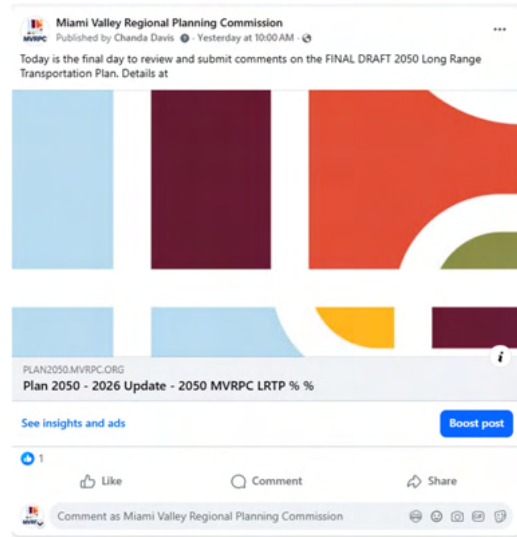 MVRPC
Miami Valley Regional Planning Commission
Published by Chanda Davis · Yesterday at 10:00 AM ·
Today is the final day to review and submit comments on the FINAL DRAFT 2050 Long Range
Transportation Plan. Details at
i
PLAN2050.MVRPC.ORG
Plan 2050 - 2026 Update - 2050 MVRPC LRTP % %
See insights and ads
Boost post
1
Like
Comment
Share
Comment as Miami Valley Regional Planning Commission
GIF